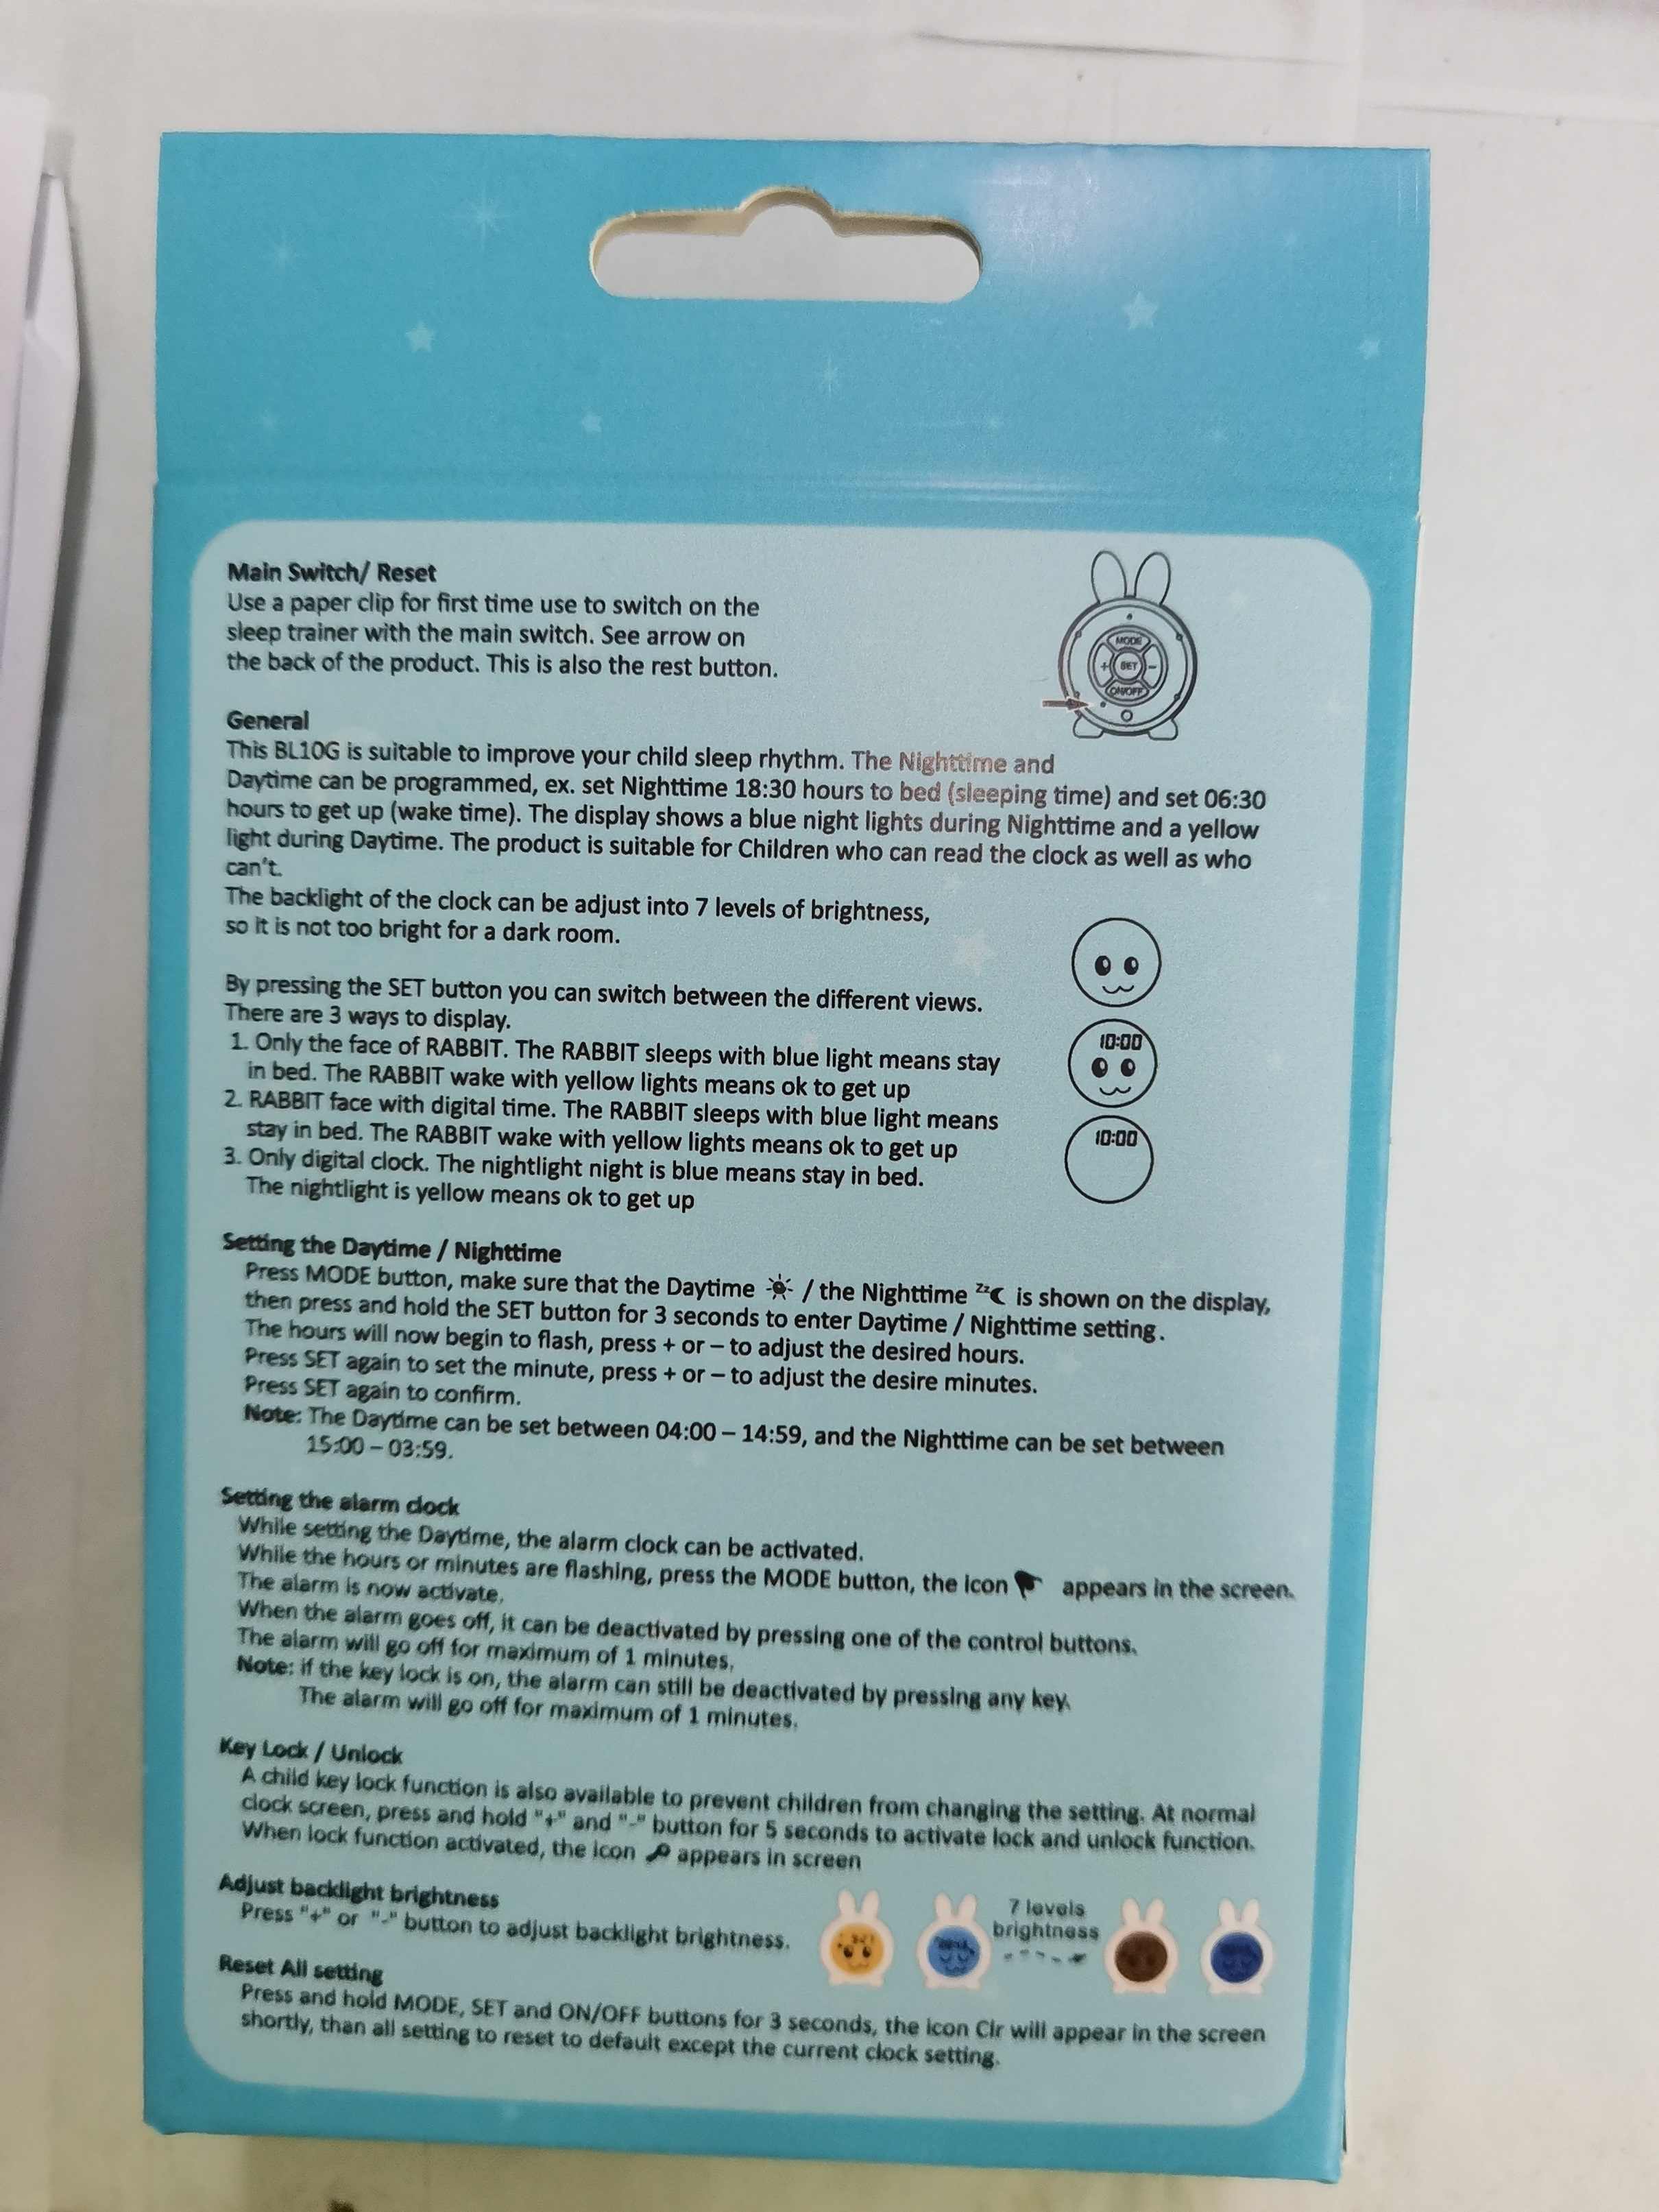 Main Switch/ Reset
Use a paper clip for first time use to switch on the
sleep trainer with the main switch. See arrow on
the back of the product. This is also the rest button.
MODE
+ SET −
ON/OFF
General
This BL10G is suitable to improve your child sleep rhythm. The Nighttime and
Daytime can be programmed, ex. set Nighttime 18:30 hours to bed (sleeping time) and set 06:30
hours to get up (wake time). The display shows a blue night lights during Nighttime and a yellow
light during Daytime. The product is suitable for Children who can read the clock as well as who
can't.
The backlight of the clock can be adjust into 7 levels of brightness,
so it is not too bright for a dark room.
By pressing the SET button you can switch between the different views.
There are 3 ways to display.
1. Only the face of RABBIT. The RABBIT sleeps with blue light means stay
in bed. The RABBIT wake with yellow lights means ok to get up
2. RABBIT face with digital time. The RABBIT sleeps with blue light means
stay in bed. The RABBIT wake with yellow lights means ok to get up
3. Only digital clock. The nightlight night is blue means stay in bed.
The nightlight is yellow means ok to get up
10:00
10:00
Setting the Daytime / Nighttime
Press MODE button, make sure that the Daytime / the Nighttime zz is shown on the display,
then press and hold the SET button for 3 seconds to enter Daytime / Nighttime setting.
The hours will now begin to flash, press + or – to adjust the desired hours.
Press SET again to set the minute, press + or – to adjust the desire minutes.
Press SET again to confirm.
Note: The Daytime can be set between 04:00 – 14:59, and the Nighttime can be set between
15:00 – 03:59.
Setting the alarm clock
While setting the Daytime, the alarm clock can be activated.
While the hours or minutes are flashing, press the MODE button, the icon appears in the screen.
The alarm is now activate.
When the alarm goes off, it can be deactivated by pressing one of the control buttons.
The alarm will go off for maximum of 1 minutes.
Note: if the key lock is on, the alarm can still be deactivated by pressing any key.
The alarm will go off for maximum of 1 minutes.
Key Lock / Unlock
A child key lock function is also available to prevent children from changing the setting. At normal
clock screen, press and hold "+" and "-" button for 5 seconds to activate lock and unlock function.
When lock function activated, the icon appears in screen
Adjust backlight brightness
Press "+" or "-" button to adjust backlight brightness.
7 levels
brightness
Reset All setting
Press and hold MODE, SET and ON/OFF buttons for 3 seconds, the icon Clr will appear in the screen
shortly, than all setting to reset to default except the current clock setting.